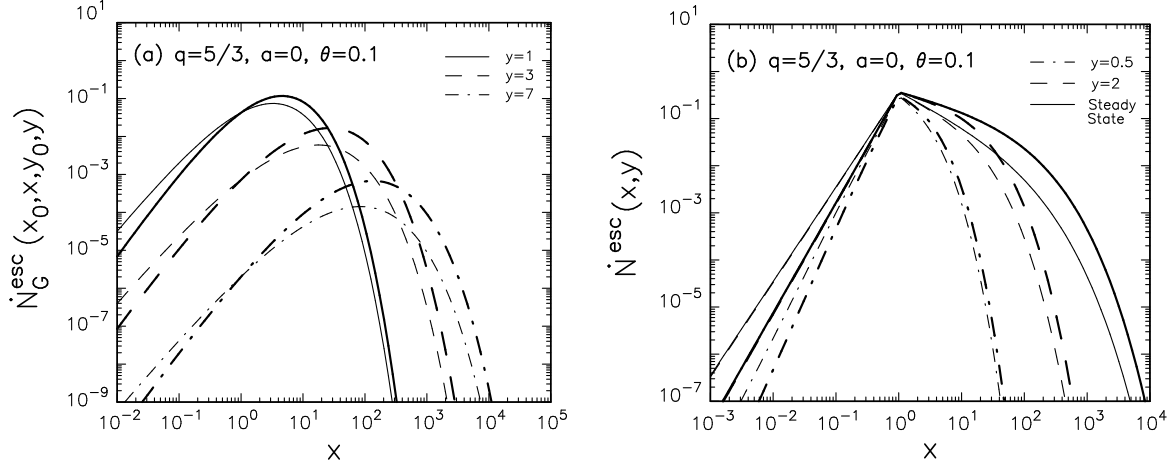 (a) q=5/3, a=0, θ=0.1
y=1
y=3
y=7
10^1
10^-1
10^-3
10^-5
10^-7
10^-9
Ṅ_G^esc (x_0,x,y_0,y)
10^-2 10^-1 10^0 10^1 10^2 10^3 10^4 10^5
x
(b) q=5/3, a=0, θ=0.1
y=0.5
y=2
Steady
State
10^1
10^-1
10^-3
10^-5
10^-7
Ṅ^esc (x,y)
10^-3 10^-2 10^-1 10^0 10^1 10^2 10^3 10^4
x